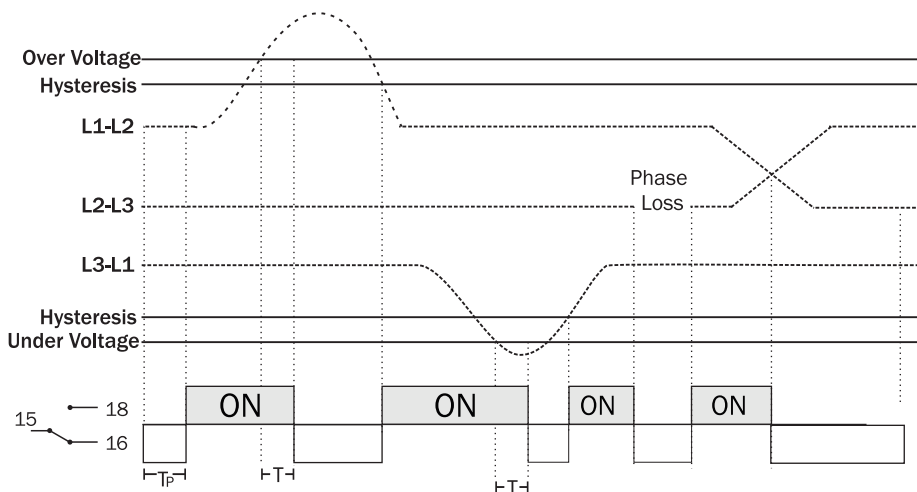 Over Voltage
Hysteresis
L1-L2
Phase
Loss
L2-L3
L3-L1
Hysteresis
Under Voltage
ON
ON
ON
ON
18
15
16
TP
T
T